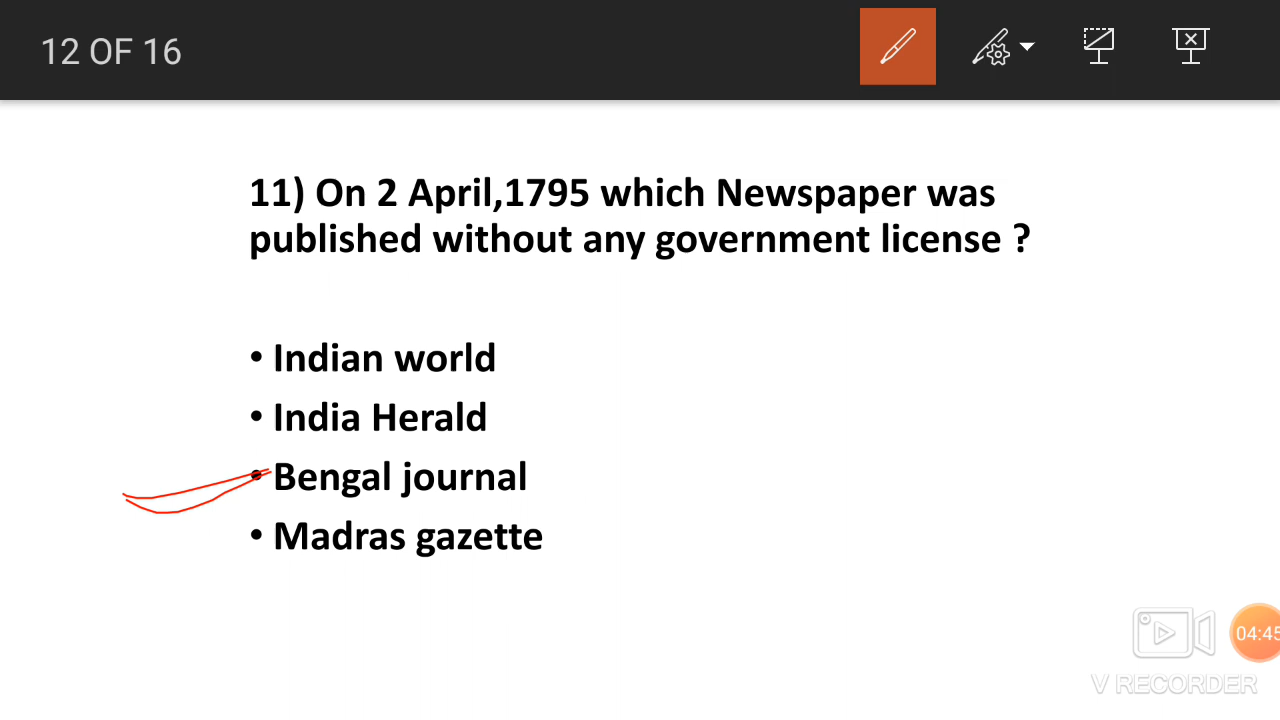 12 OF 16
11) On 2 April,1795 which Newspaper was
published without any government license ?
• Indian world
• India Herald
• Bengal journal
• Madras gazette
04:45
V RECORDER